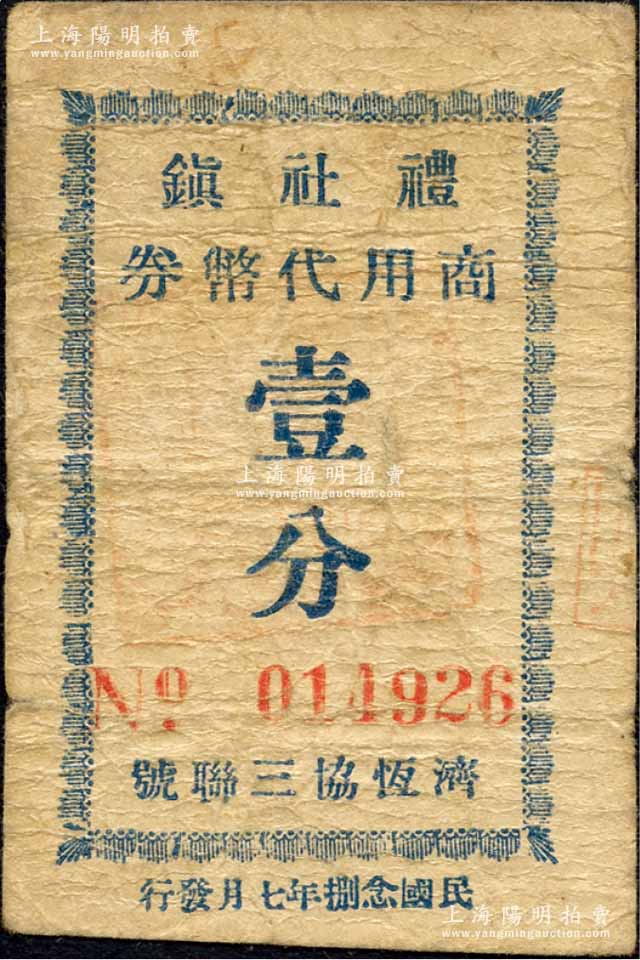 上海陽明拍賣
www.yangmingauction.com
禮社鎭
商用代幣券
壹
上海陽明拍賣
www.yangmingauction.com
分
No 014926
濟恆協三聯號
民國念捌年七月發行
上海陽明拍賣
www.yangmingauction.com